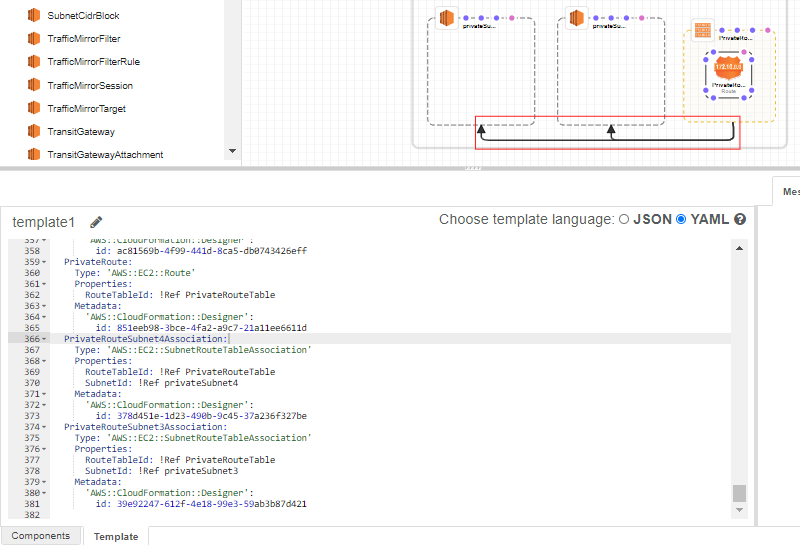 SubnetCidrBlock
TrafficMirrorFilter
TrafficMirrorFilterRule
TrafficMirrorSession
TrafficMirrorTarget
TransitGateway
TransitGatewayAttachment
privateSu...
privateSu...
PrivateRo...
172.16.0.0
PrivateRo...
Route
Mes
template1
Choose template language: JSON YAML ?
357 'AWS::CloudFormation::Designer':
358 id: ac81569b-4f99-441d-8ca5-db0743426eff
359 PrivateRoute:
360 Type: 'AWS::EC2::Route'
361 Properties:
362 RouteTableId: !Ref PrivateRouteTable
363 Metadata:
364 'AWS::CloudFormation::Designer':
365 id: 851eeb98-3bce-4fa2-a9c7-21a11ee6611d
366 PrivateRouteSubnet4Association:
367 Type: 'AWS::EC2::SubnetRouteTableAssociation'
368 Properties:
369 RouteTableId: !Ref PrivateRouteTable
370 SubnetId: !Ref privateSubnet4
371 Metadata:
372 'AWS::CloudFormation::Designer':
373 id: 378d451e-1d23-490b-9c45-37a236f327be
374 PrivateRouteSubnet3Association:
375 Type: 'AWS::EC2::SubnetRouteTableAssociation'
376 Properties:
377 RouteTableId: !Ref PrivateRouteTable
378 SubnetId: !Ref privateSubnet3
379 Metadata:
380 'AWS::CloudFormation::Designer':
381 id: 39e92247-612f-4e18-99e3-59ab3b87d421
382
Components Template